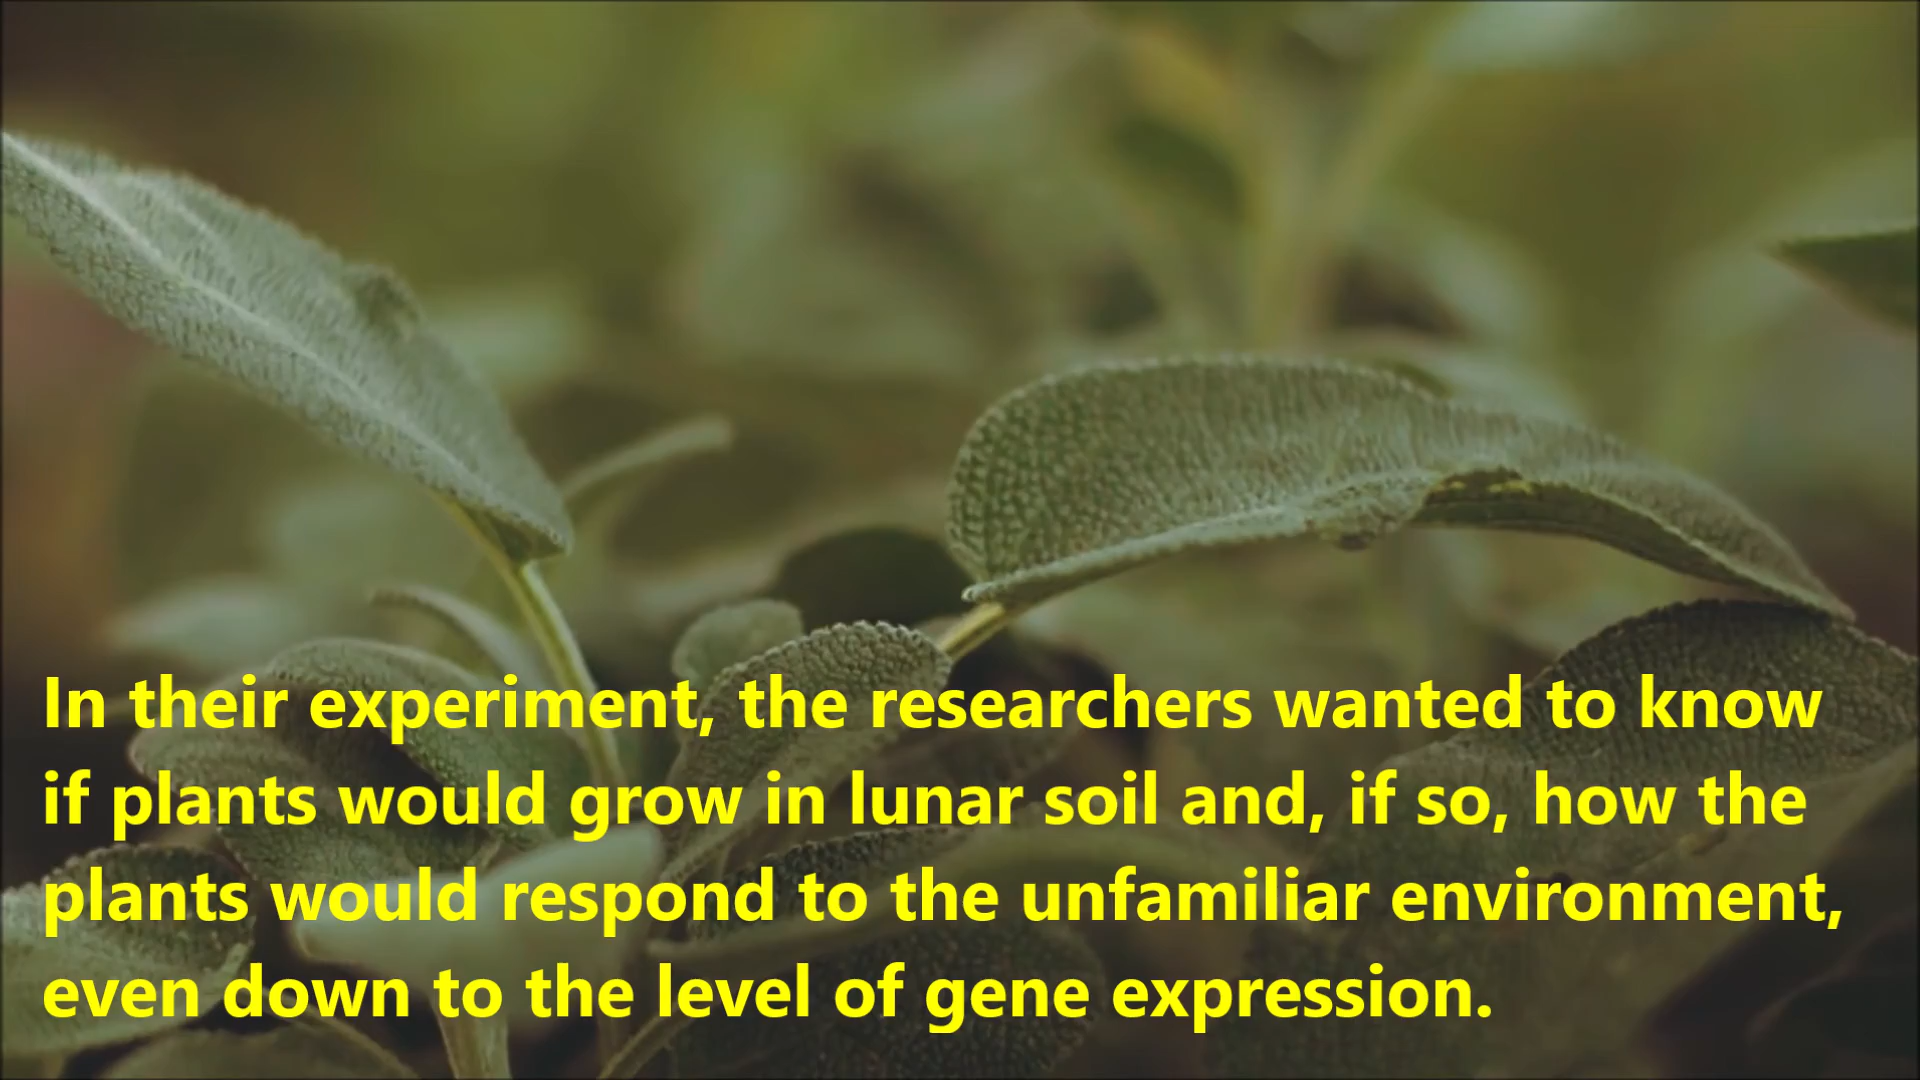 In their experiment, the researchers wanted to know
if plants would grow in lunar soil and, if so, how the
plants would respond to the unfamiliar environment,
even down to the level of gene expression.